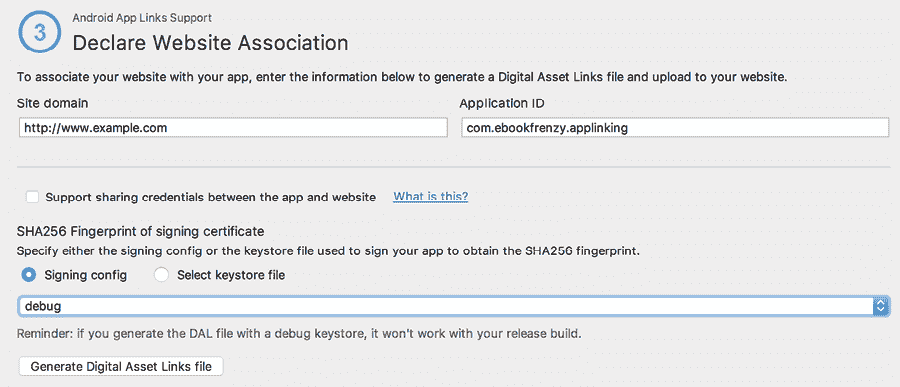 3
Android App Links Support
Declare Website Association
To associate your website with your app, enter the information below to generate a Digital Asset Links file and upload to your website.
Site domain
Application ID
http://www.example.com
com.ebookfrenzy.applinking
Support sharing credentials between the app and website What is this?
SHA256 Fingerprint of signing certificate
Specify either the signing config or the keystore file used to sign your app to obtain the SHA256 fingerprint.
Signing config Select keystore file
debug
Reminder: if you generate the DAL file with a debug keystore, it won't work with your release build.
Generate Digital Asset Links file